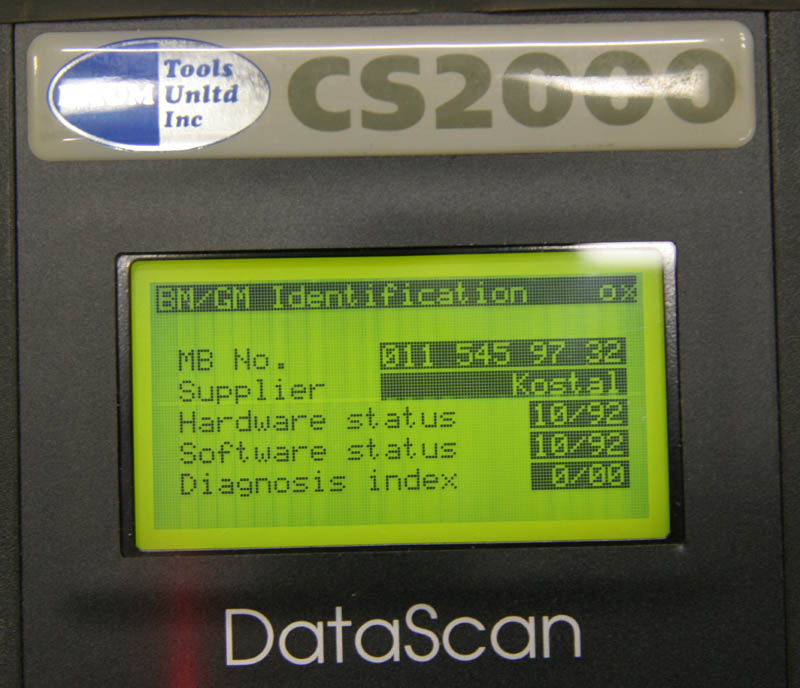 Tools
Unltd
Inc
CS2000
BM/GM Identification
MB No. 011 545 97 32
Supplier Kostal
Hardware status 10/92
Software status 10/92
Diagnosis index 0/00
DataScan